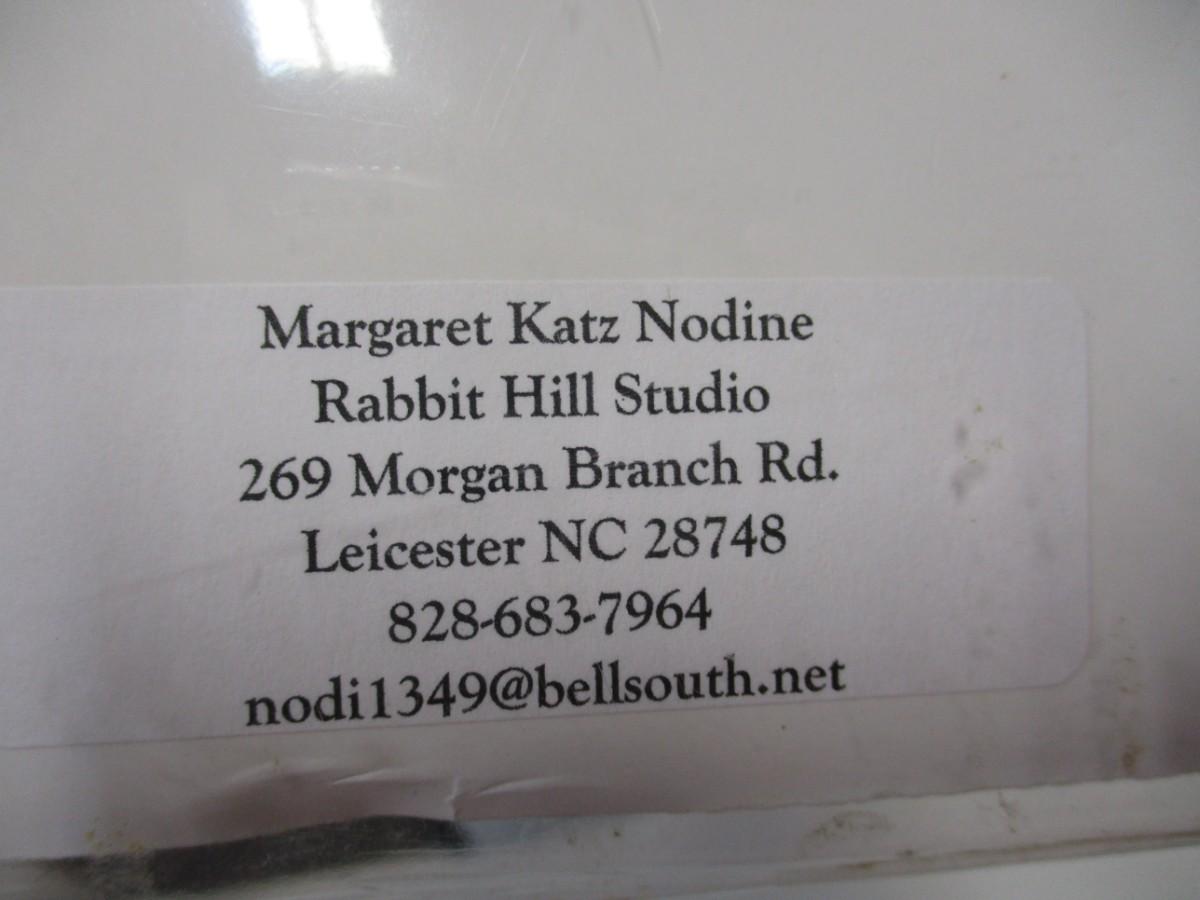 Margaret Katz Nodine
Rabbit Hill Studio
269 Morgan Branch Rd.
Leicester NC 28748
828-683-7964
nodi1349@bellsouth.net